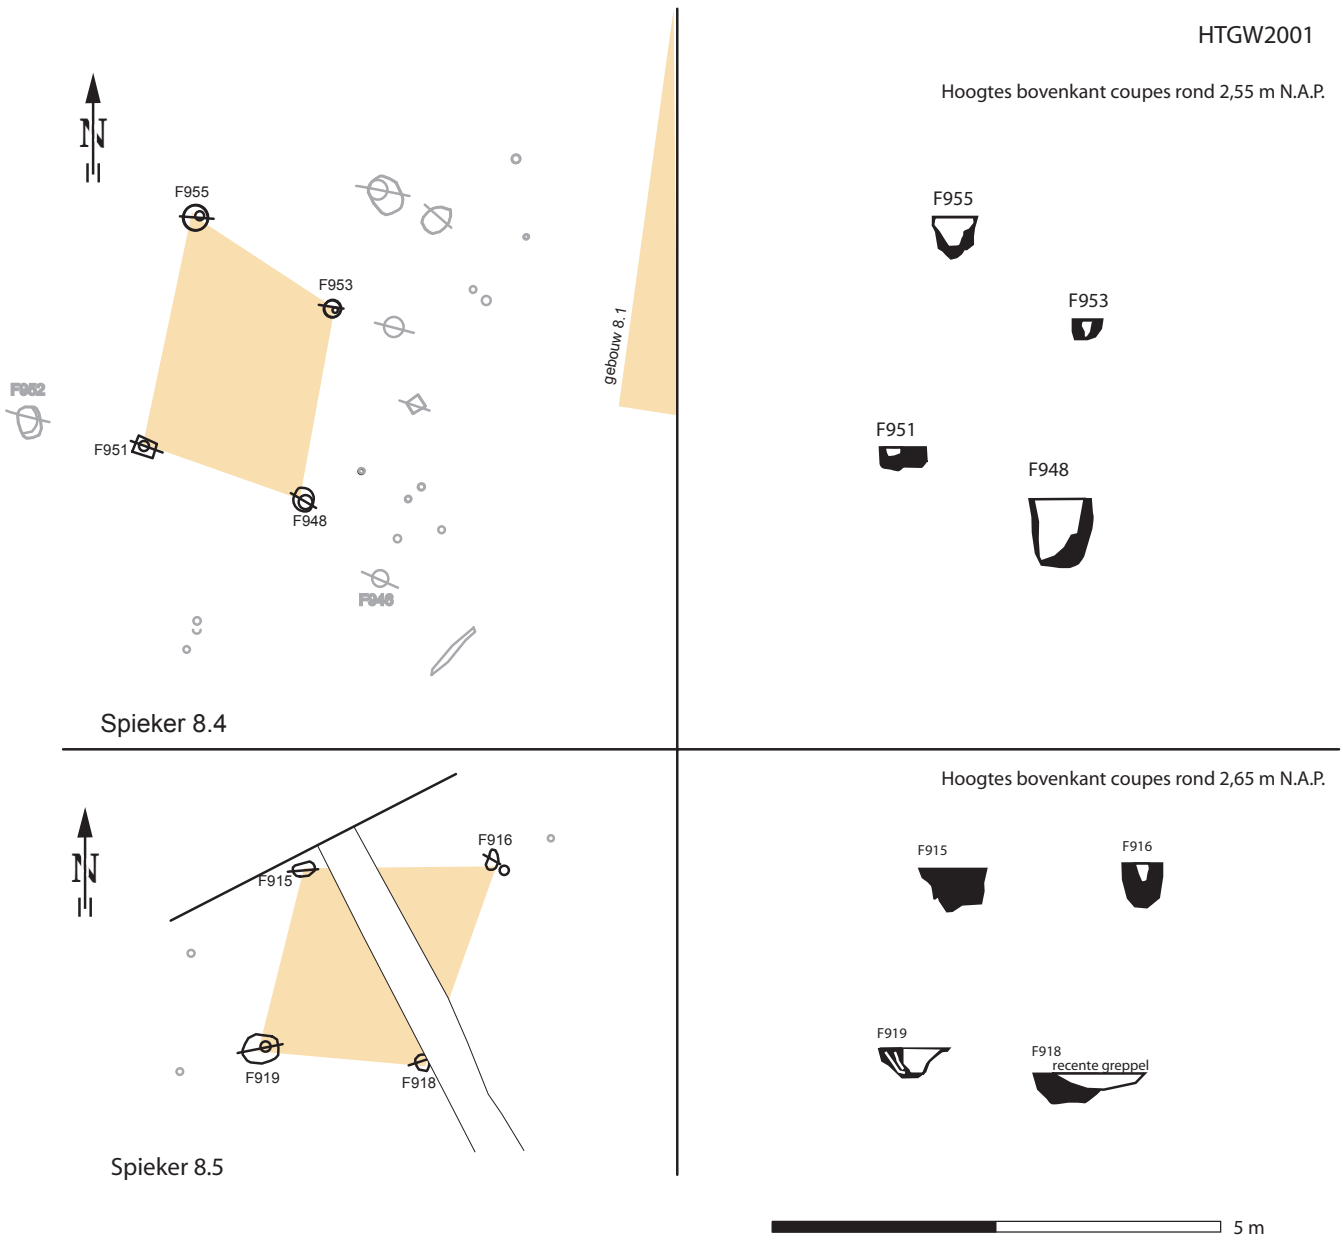 HTGW2001
Hoogtes bovenkant coupes rond 2,55 m N.A.P.
N
F955
F953
gebouw 8.1
F952
F951
F948
F946
Spieker 8.4
F955
F953
F951
F948
Hoogtes bovenkant coupes rond 2,65 m N.A.P.
N
F916
F915
F919
F918
Spieker 8.5
F915
F916
F919
F918
recente greppel
5 m